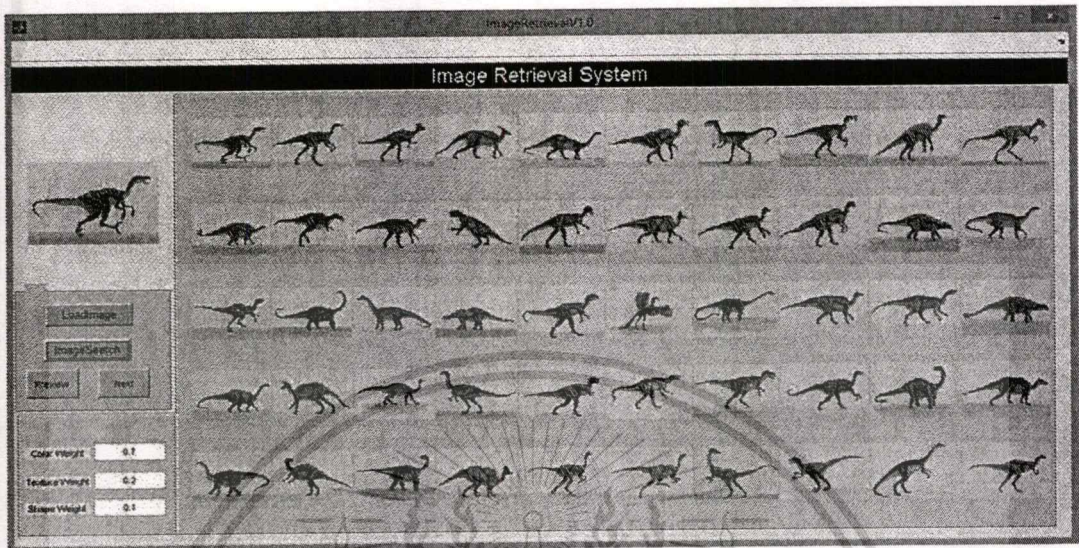 ImageRetrievalV1.0
Image Retrieval System
LoadImage
ImageSearch
Preview
Next
Color Weight 0.7
Texture Weight 0.2
Shape Weight 0.1